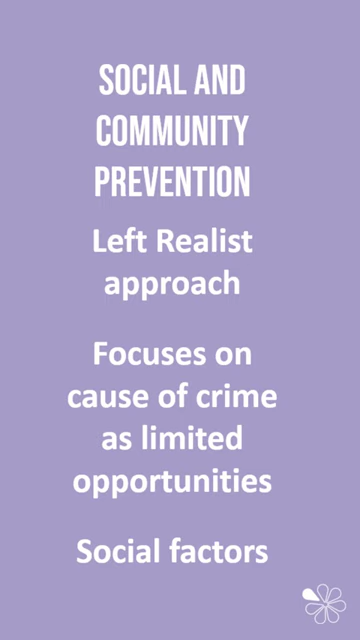 SOCIAL AND
COMMUNITY
PREVENTION
Left Realist
approach
Focuses on
cause of crime
as limited
opportunities
Social factors